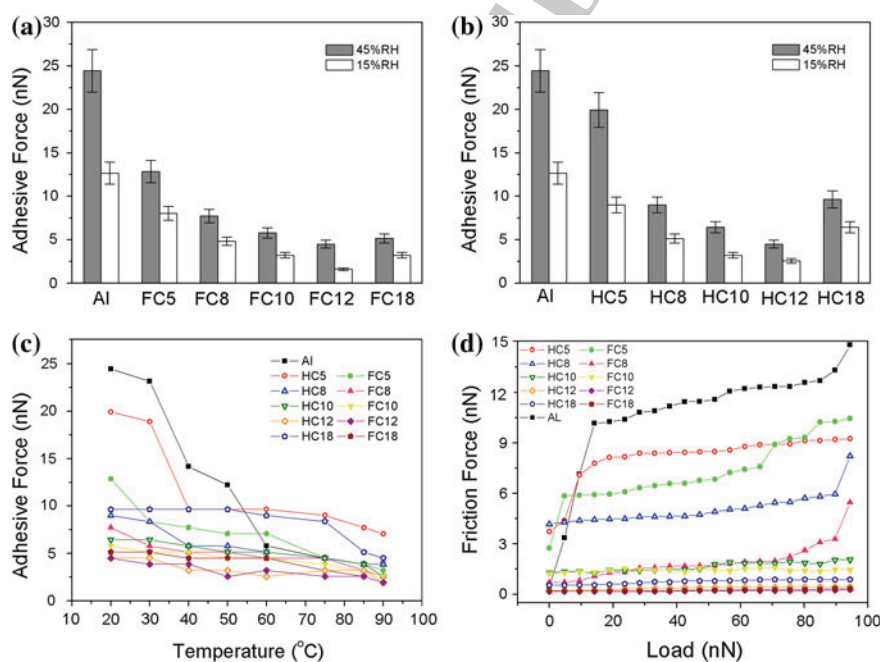 (a)
30
25
20
15
10
5
0
Adhesive Force (nN)
45%RH
15%RH
Al FC5 FC8 FC10 FC12 FC18
(b)
30
25
20
15
10
5
0
Adhesive Force (nN)
45%RH
15%RH
Al HC5 HC8 HC10 HC12 HC18
(c)
25
20
15
10
5
0
Adhesive Force (nN)
Al
HC5 FC5
HC8 FC8
HC10 FC10
HC12 FC12
HC18 FC18
10 20 30 40 50 60 70 80 90 100
Temperature (°C)
(d)
15
12
9
6
3
0
Friction Force (nN)
HC5 FC5
HC8 FC8
HC10 FC10
HC12 FC12
HC18 FC18
AL
0 20 40 60 80 100
Load (nN)